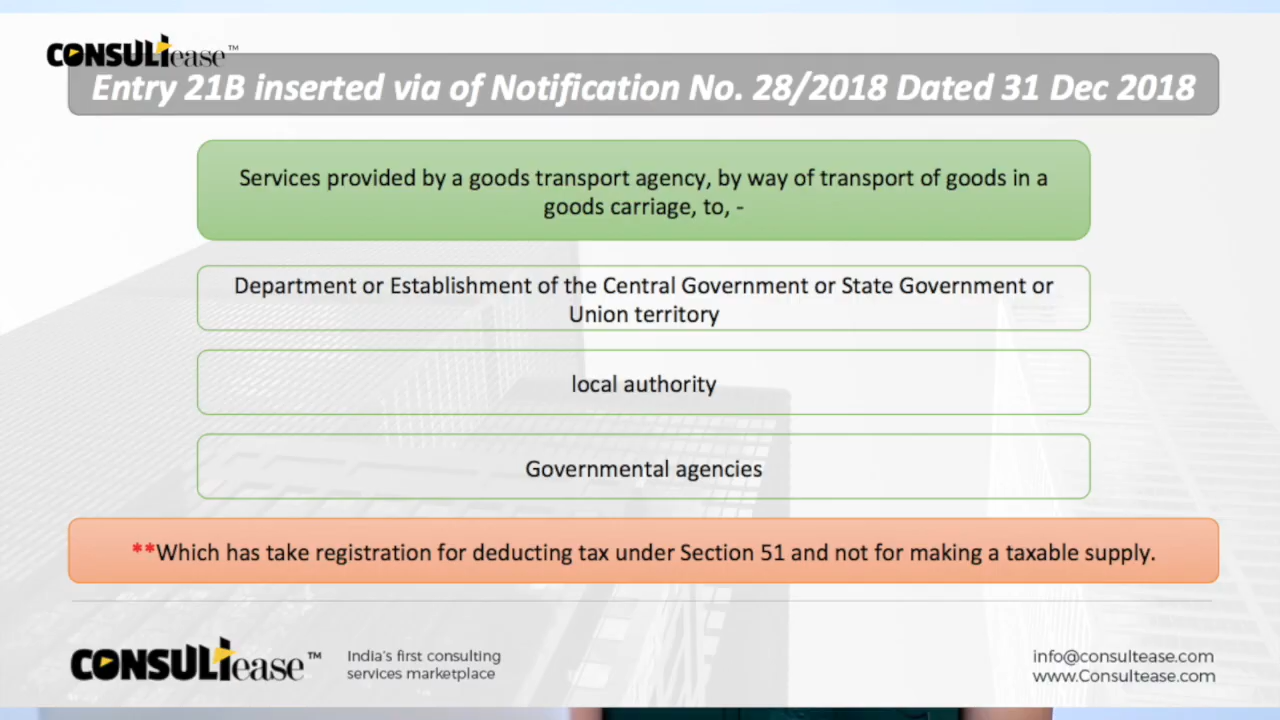 CONSULTease™
Entry 21B inserted via of Notification No. 28/2018 Dated 31 Dec 2018
Services provided by a goods transport agency, by way of transport of goods in a
goods carriage, to, -
Department or Establishment of the Central Government or State Government or
Union territory
local authority
Governmental agencies
**Which has take registration for deducting tax under Section 51 and not for making a taxable supply.
CONSULTease™
India's first consulting
services marketplace
info@consultease.com
www.Consultease.com